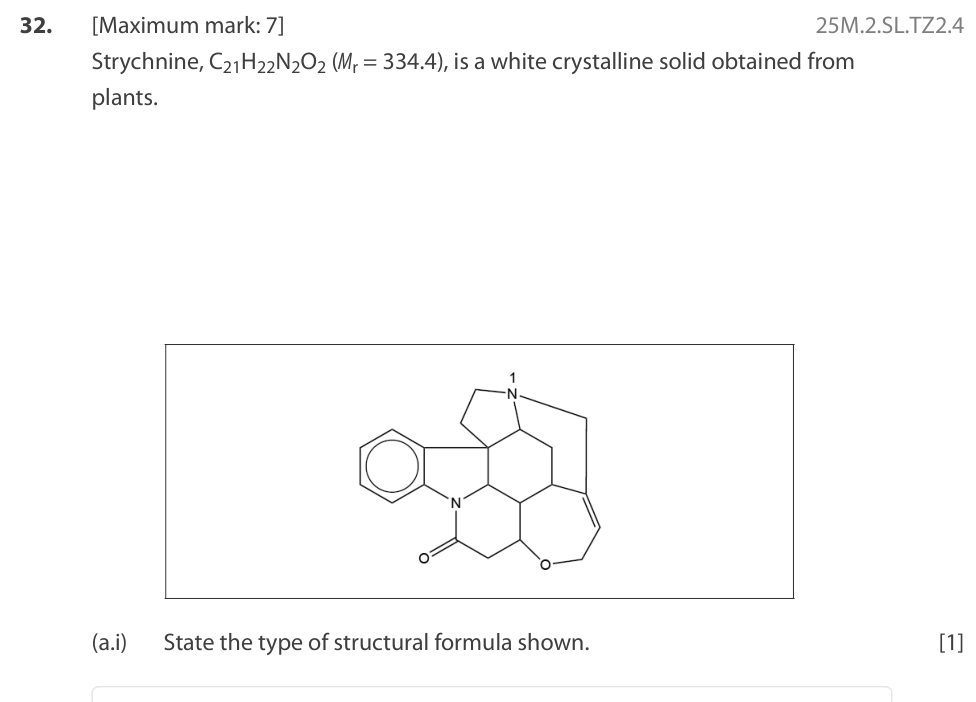 32. [Maximum mark: 7] 25M.2.SL.TZ2.4
Strychnine, C₂₁H₂₂N₂O₂ (Mᵣ = 334.4), is a white crystalline solid obtained from
plants.
1
N
N
O
O
(a.i) State the type of structural formula shown. [1]